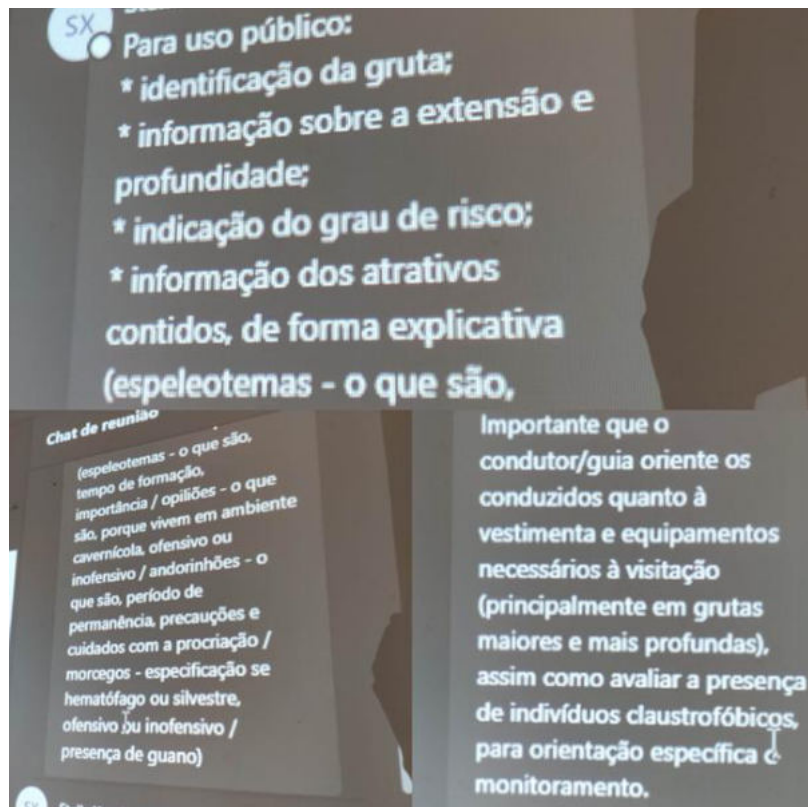 SX
Para uso público:
* identificação da gruta;
* informação sobre a extensão e
profundidade;
* indicação do grau de risco;
* informação dos atrativos
contidos, de forma explicativa
(espeleotemas - o que são,
Chat de reunião
(espeleotemas - o que são,
tempo de formação,
importância / opiliões - o que
são, porque vivem em ambiente
cavernícola, ofensivo ou
inofensivo / andorinhões - o
que são, período de
permanência, precauções e
cuidados com a procriação /
morcegos - especificação se
hematófago ou silvestre,
ofensivo ou inofensivo /
presença de guano)
Importante que o
condutor/guia oriente os
conduzidos quanto à
vestimenta e equipamentos
necessários à visitação
(principalmente em grutas
maiores e mais profundas),
assim como avaliar a presença
de indivíduos claustrofóbicos,
para orientação específica e
monitoramento.